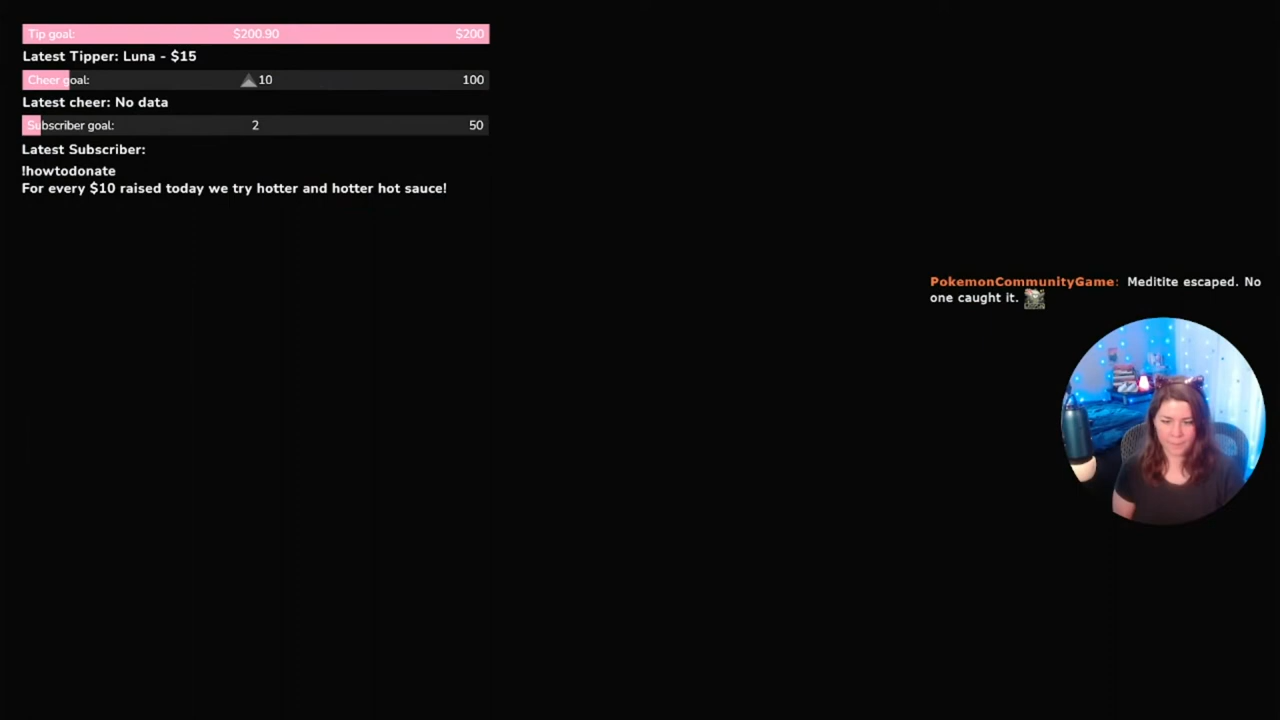 Tip goal: $200.90 $200
Latest Tipper: Luna - $15
Cheer goal: 10 100
Latest cheer: No data
Subscriber goal: 2 50
Latest Subscriber:
!howtodonate
For every $10 raised today we try hotter and hotter hot sauce!
PokemonCommunityGame: Meditite escaped. No
one caught it.